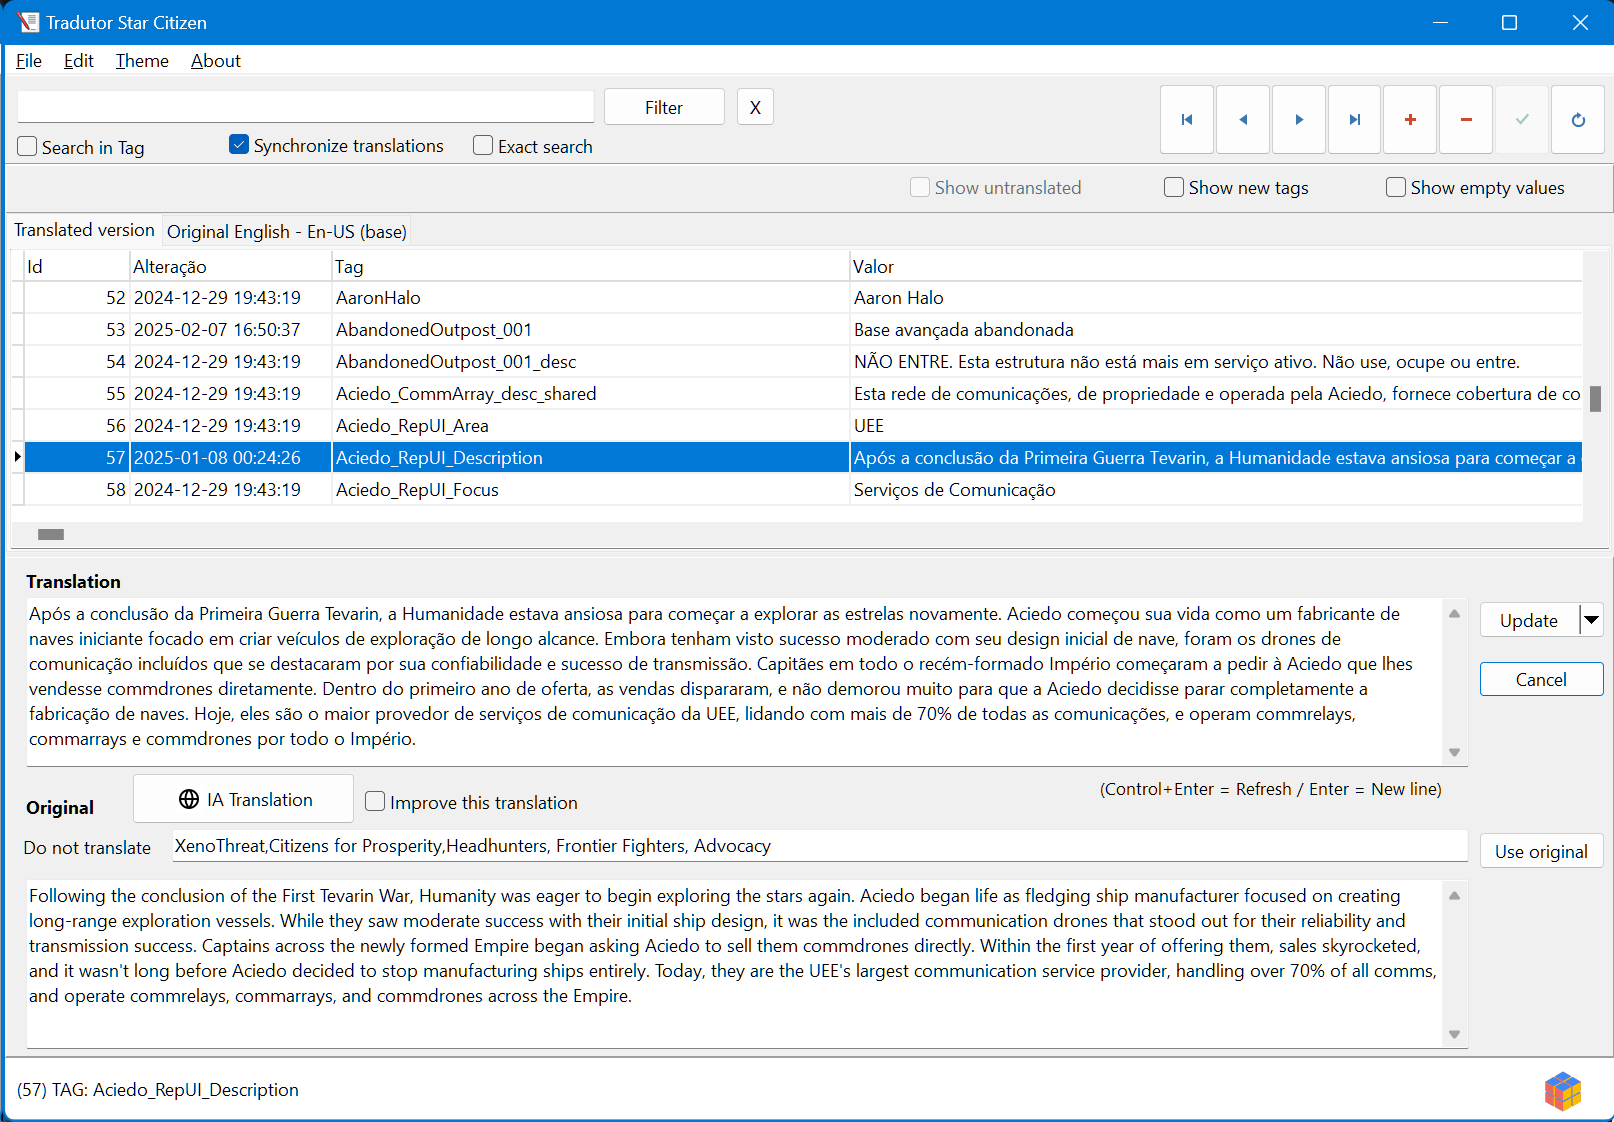 Tradutor Star Citizen
File Edit Theme About
Filter X
Search in Tag Synchronize translations Exact search
Show untranslated Show new tags Show empty values
Translated version Original English - En-US (base)
Id Alteração Tag Valor
52 2024-12-29 19:43:19 AaronHalo Aaron Halo
53 2025-02-07 16:50:37 AbandonedOutpost_001 Base avançada abandonada
54 2024-12-29 19:43:19 AbandonedOutpost_001_desc NÃO ENTRE. Esta estrutura não está mais em serviço ativo. Não use, ocupe ou entre.
55 2024-12-29 19:43:19 Aciedo_CommArray_desc_shared Esta rede de comunicações, de propriedade e operada pela Aciedo, fornece cobertura de co
56 2024-12-29 19:43:19 Aciedo_RepUI_Area UEE
57 2025-01-08 00:24:26 Aciedo_RepUI_Description Após a conclusão da Primeira Guerra Tevarin, a Humanidade estava ansiosa para começar a
58 2024-12-29 19:43:19 Aciedo_RepUI_Focus Serviços de Comunicação
Translation
Após a conclusão da Primeira Guerra Tevarin, a Humanidade estava ansiosa para começar a explorar as estrelas novamente. Aciedo começou sua vida como um fabricante de
naves iniciante focado em criar veículos de exploração de longo alcance. Embora tenham visto sucesso moderado com seu design inicial de nave, foram os drones de
comunicação incluídos que se destacaram por sua confiabilidade e sucesso de transmissão. Capitães em todo o recém-formado Império começaram a pedir à Aciedo que lhes
vendesse commdrones diretamente. Dentro do primeiro ano de oferta, as vendas dispararam, e não demorou muito para que a Aciedo decidisse parar completamente a
fabricação de naves. Hoje, eles são o maior provedor de serviços de comunicação da UEE, lidando com mais de 70% de todas as comunicações, e operam commrelays,
commarrays e commdrones por todo o Império.
Update
Cancel
Original IA Translation Improve this translation (Control+Enter = Refresh / Enter = New line)
Do not translate XenoThreat,Citizens for Prosperity,Headhunters, Frontier Fighters, Advocacy Use original
Following the conclusion of the First Tevarin War, Humanity was eager to begin exploring the stars again. Aciedo began life as fledging ship manufacturer focused on creating
long-range exploration vessels. While they saw moderate success with their initial ship design, it was the included communication drones that stood out for their reliability and
transmission success. Captains across the newly formed Empire began asking Aciedo to sell them commdrones directly. Within the first year of offering them, sales skyrocketed,
and it wasn't long before Aciedo decided to stop manufacturing ships entirely. Today, they are the UEE's largest communication service provider, handling over 70% of all comms,
and operate commrelays, commarrays, and commdrones across the Empire.
(57) TAG: Aciedo_RepUI_Description